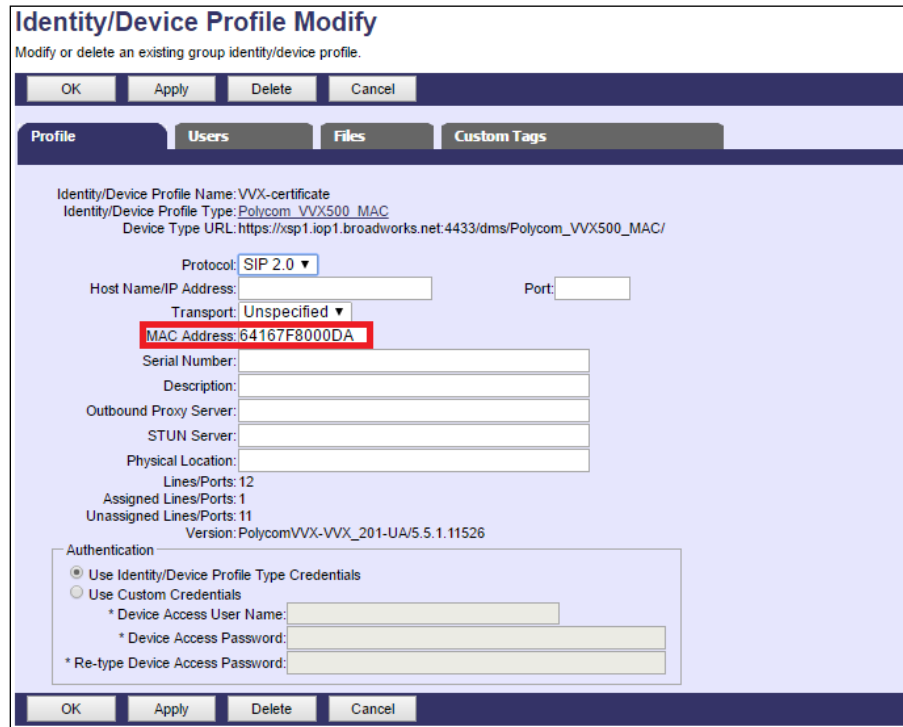 Identity/Device Profile Modify
Modify or delete an existing group identity/device profile.
OK Apply Delete Cancel
Profile Users Files Custom Tags
Identity/Device Profile Name: VVX-certificate
Identity/Device Profile Type: Polycom_VVX500_MAC
Device Type URL: https://xsp1.iop1.broadworks.net:4433/dms/Polycom_VVX500_MAC/
Protocol: SIP 2.0
Host Name/IP Address: Port:
Transport: Unspecified
MAC Address: 64167F8000DA
Serial Number:
Description:
Outbound Proxy Server:
STUN Server:
Physical Location:
Lines/Ports: 12
Assigned Lines/Ports: 1
Unassigned Lines/Ports: 11
Version: PolycomVVX-VVX_201-UA/5.5.1.11526
Authentication
Use Identity/Device Profile Type Credentials
Use Custom Credentials
* Device Access User Name:
* Device Access Password:
* Re-type Device Access Password:
OK Apply Delete Cancel